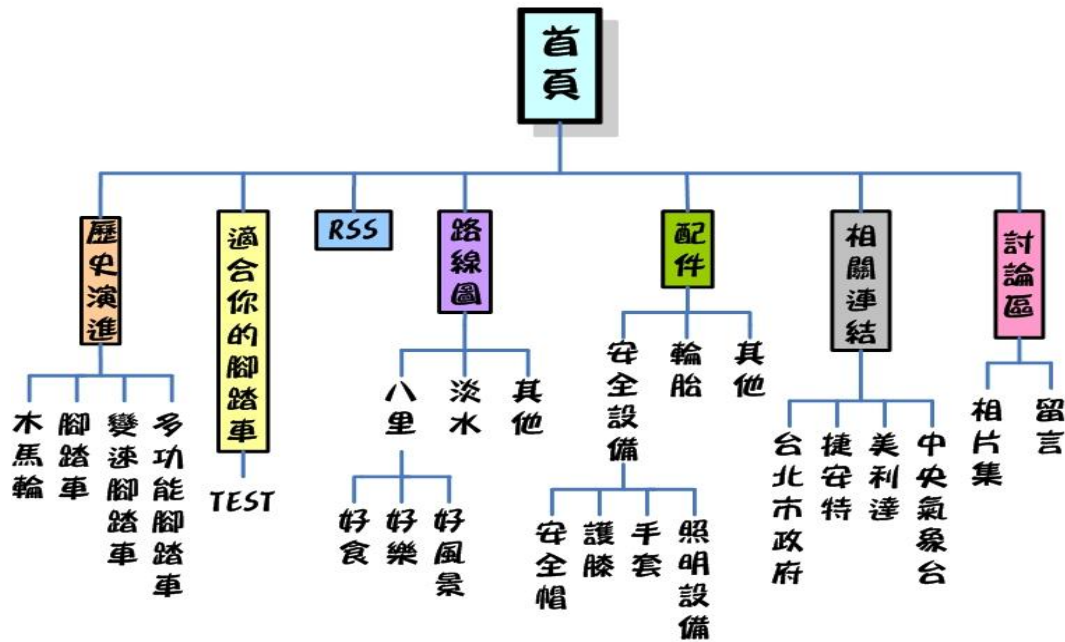 首頁
歷史演進
適合你的腳踏車
RSS
路線圖
配件
相關連結
討論區
木馬輪
腳踏車
變速腳踏車
多功能腳踏車
TEST
八里
淡水
其他
好食
好樂
好風景
安全設備
輪胎
其他
安全帽
護膝
手套
照明設備
台北市政府
捷安特
美利達
中央氣象台
相片集
留言